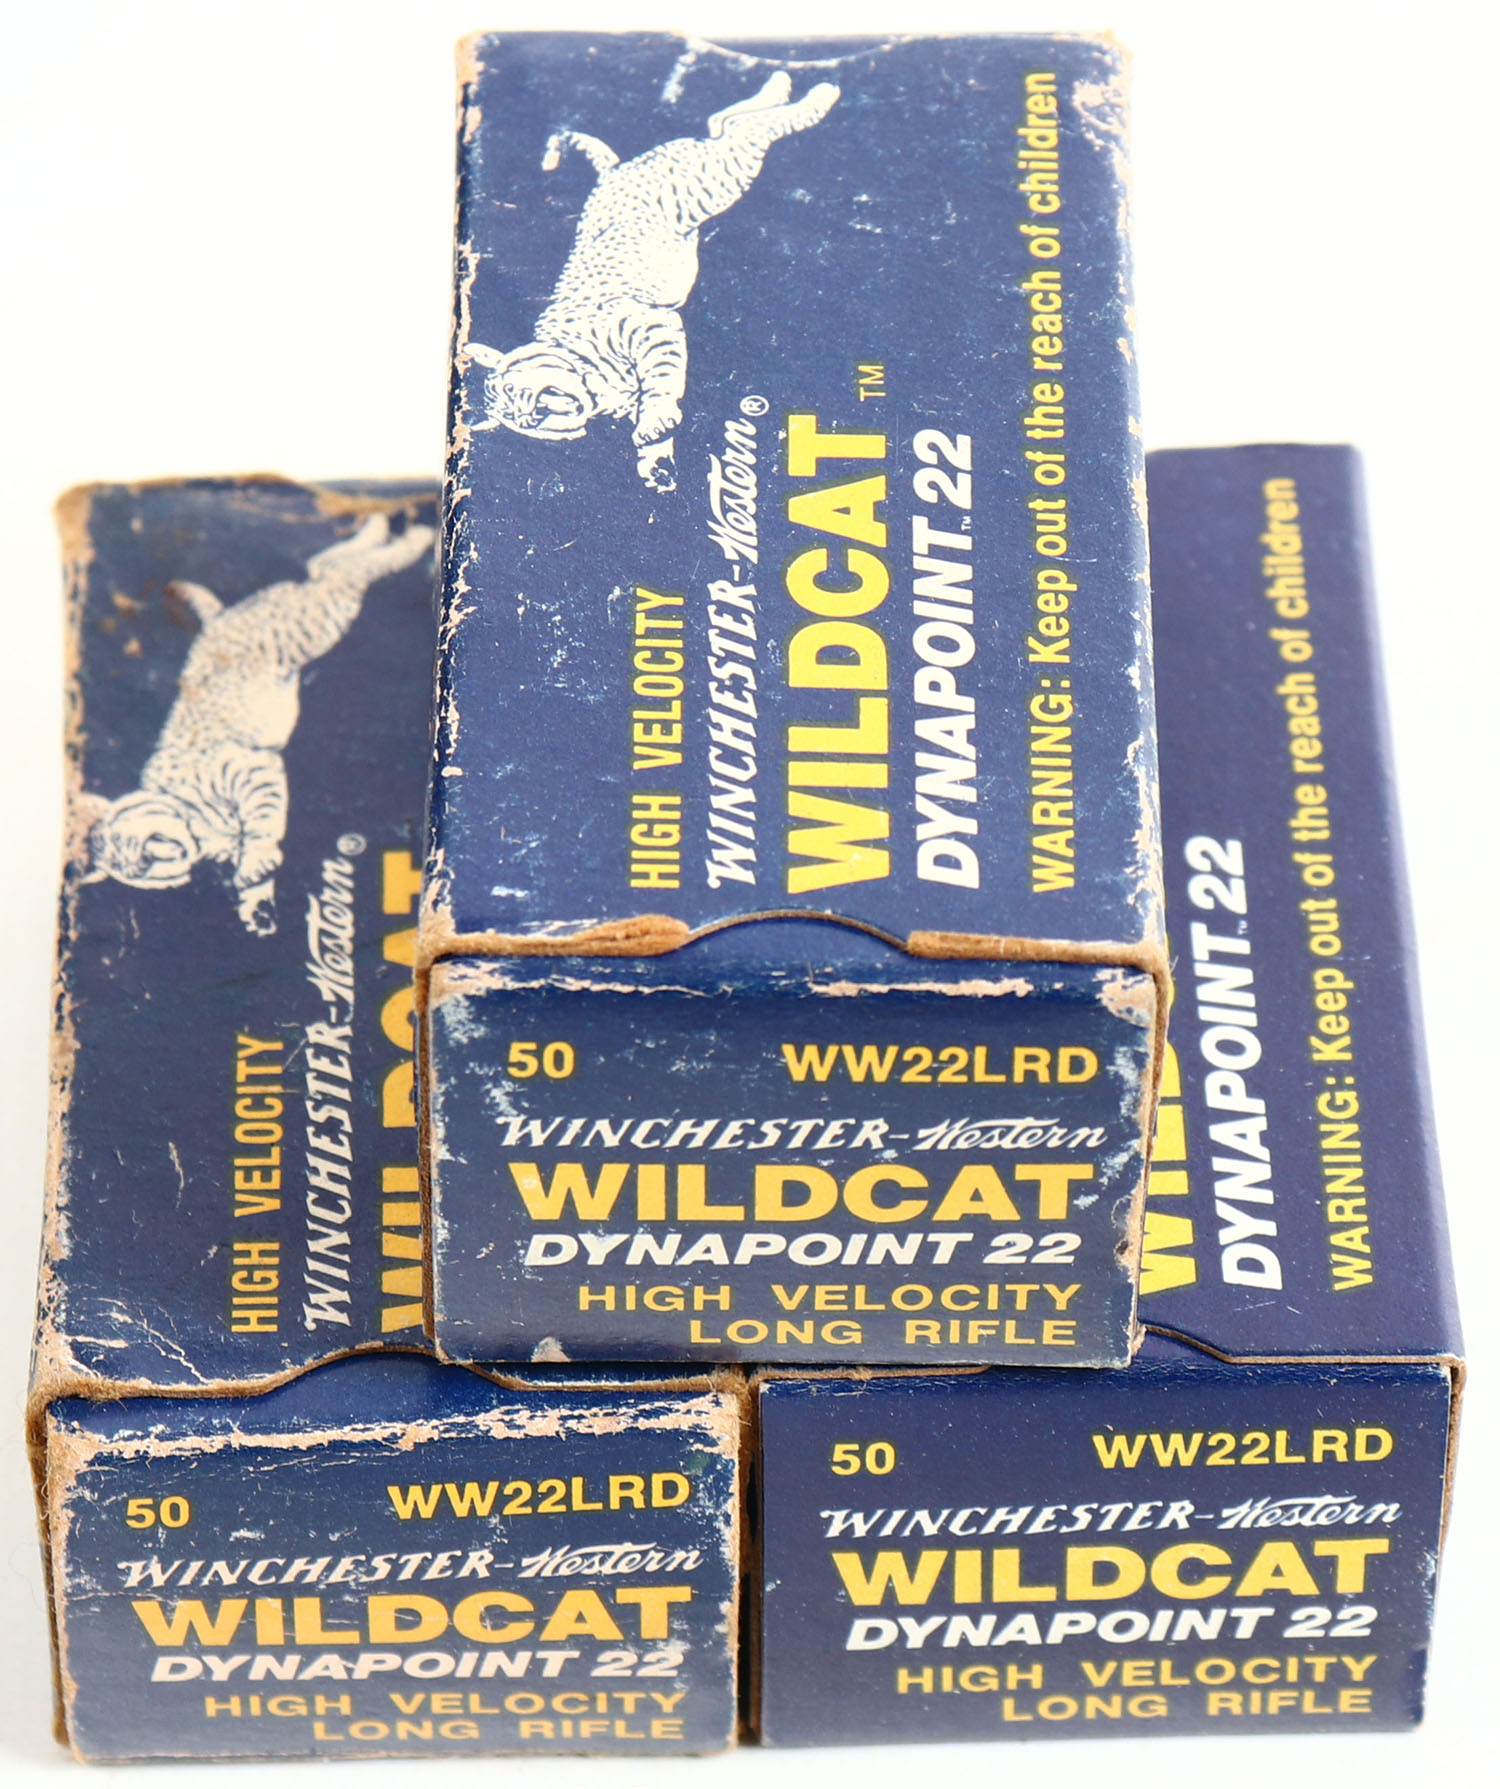 HIGH VELOCITY
WINCHESTER-Western®
WILDCAT™
DYNAPOINT™ 22
WARNING: Keep out of the reach of children
50 WW22LRD
WINCHESTER-Western
WILDCAT
DYNAPOINT 22
HIGH VELOCITY
LONG RIFLE
HIGH VELOCITY
WINCHESTER-Western®
WILDCAT
50 WW22LRD
WINCHESTER-Western
WILDCAT
DYNAPOINT 22
HIGH VELOCITY
LONG RIFLE
DYNAPOINT™ 22
WARNING: Keep out of the reach of children
50 WW22LRD
WINCHESTER-Western
WILDCAT
DYNAPOINT 22
HIGH VELOCITY
LONG RIFLE